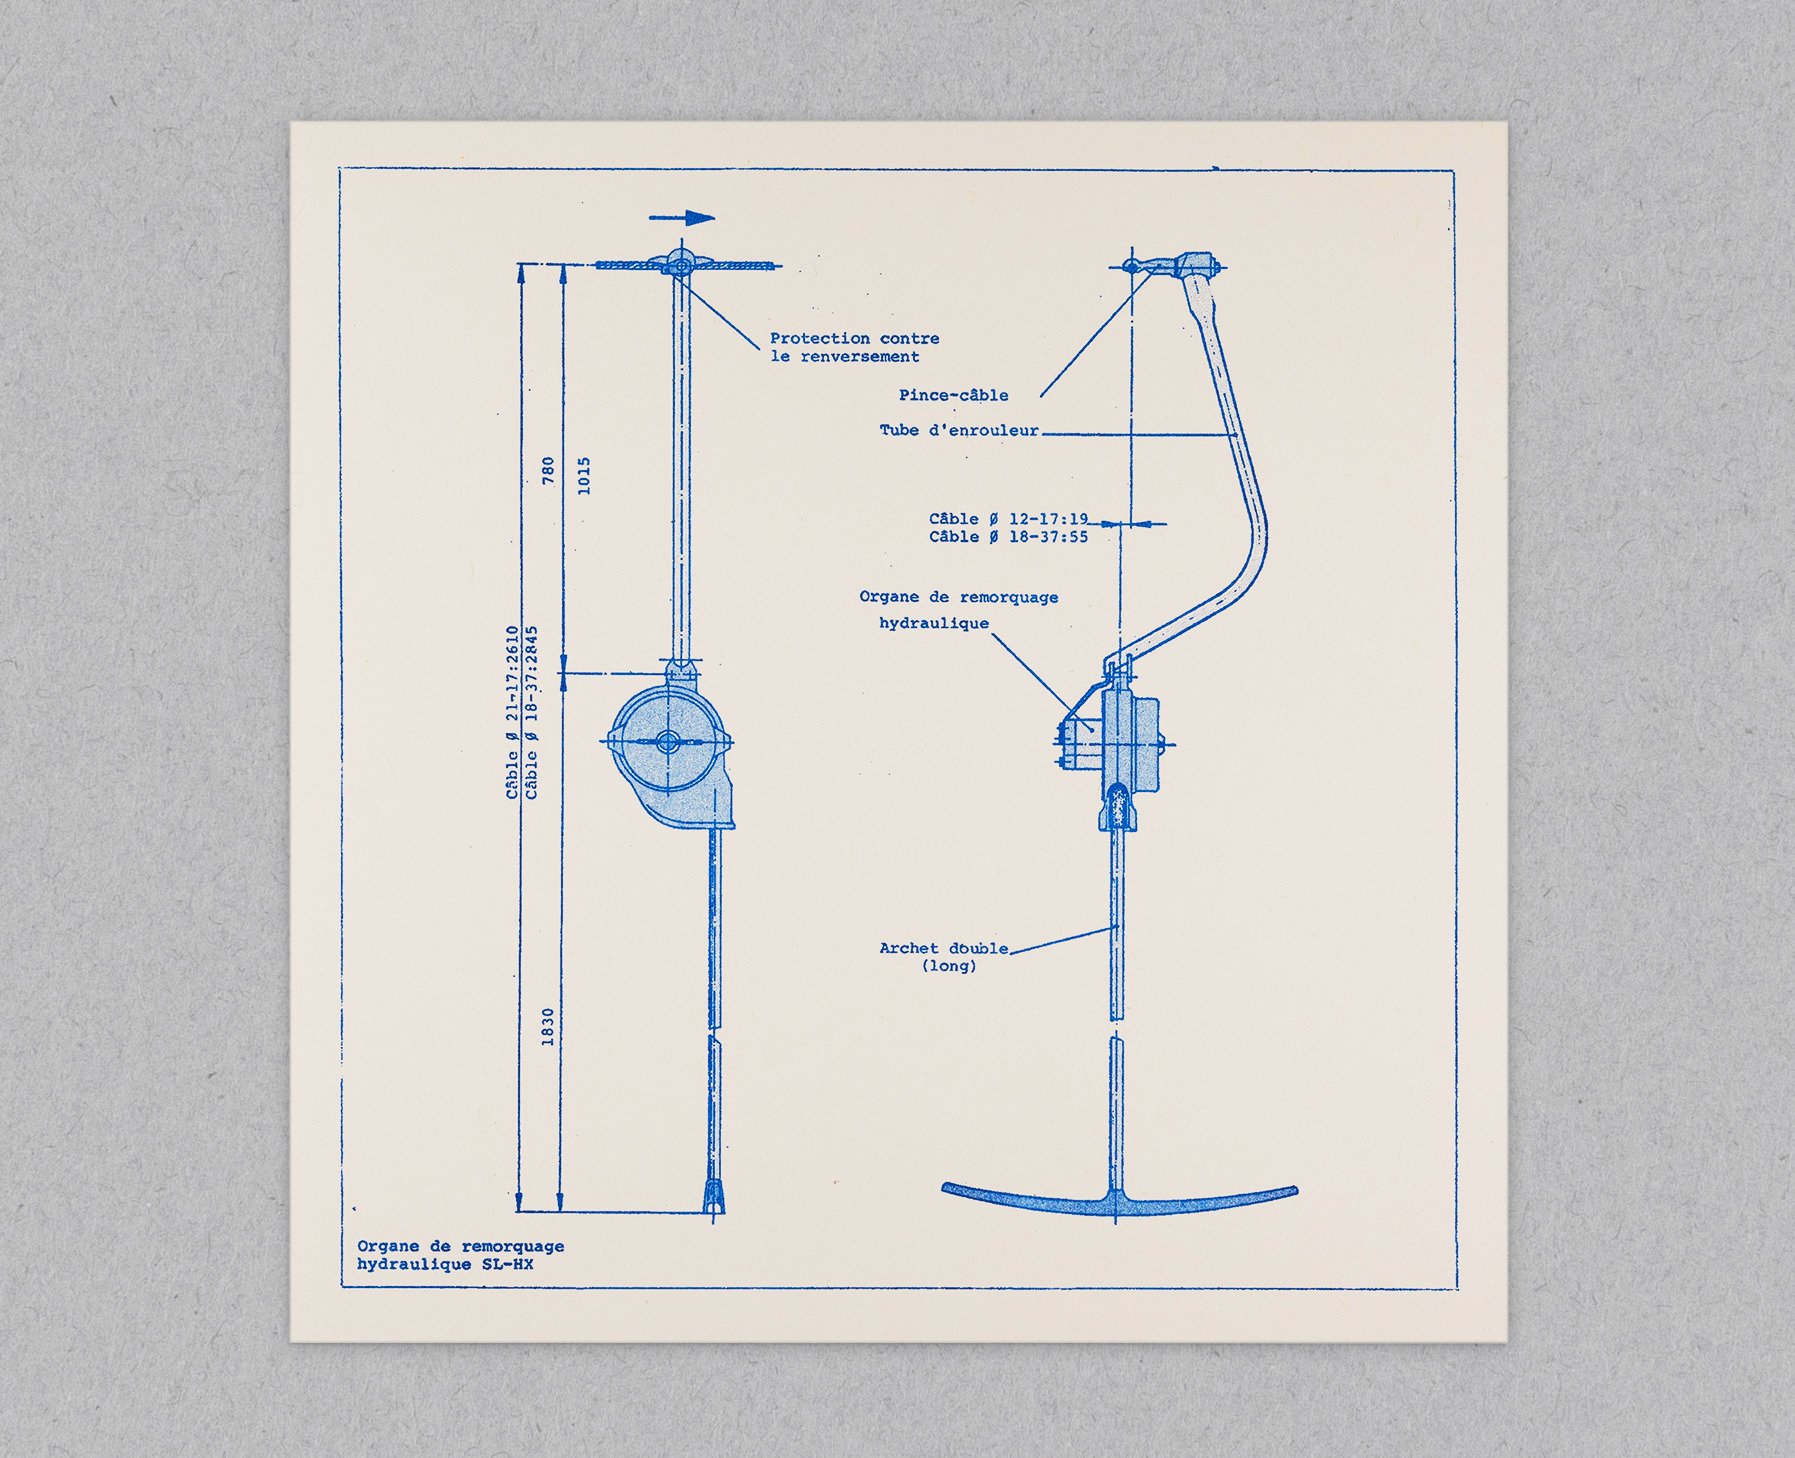 Protection contre
le renversement
Pince-câble
Tube d'enrouleur
780
1015
Câble Ø 12-17:19
Câble Ø 18-37:55
Organe de remorquage
hydraulique
Câble Ø 21-17:2610
Câble Ø 18-37:2845
Archet double
(long)
1830
Organe de remorquage
hydraulique SL-HX